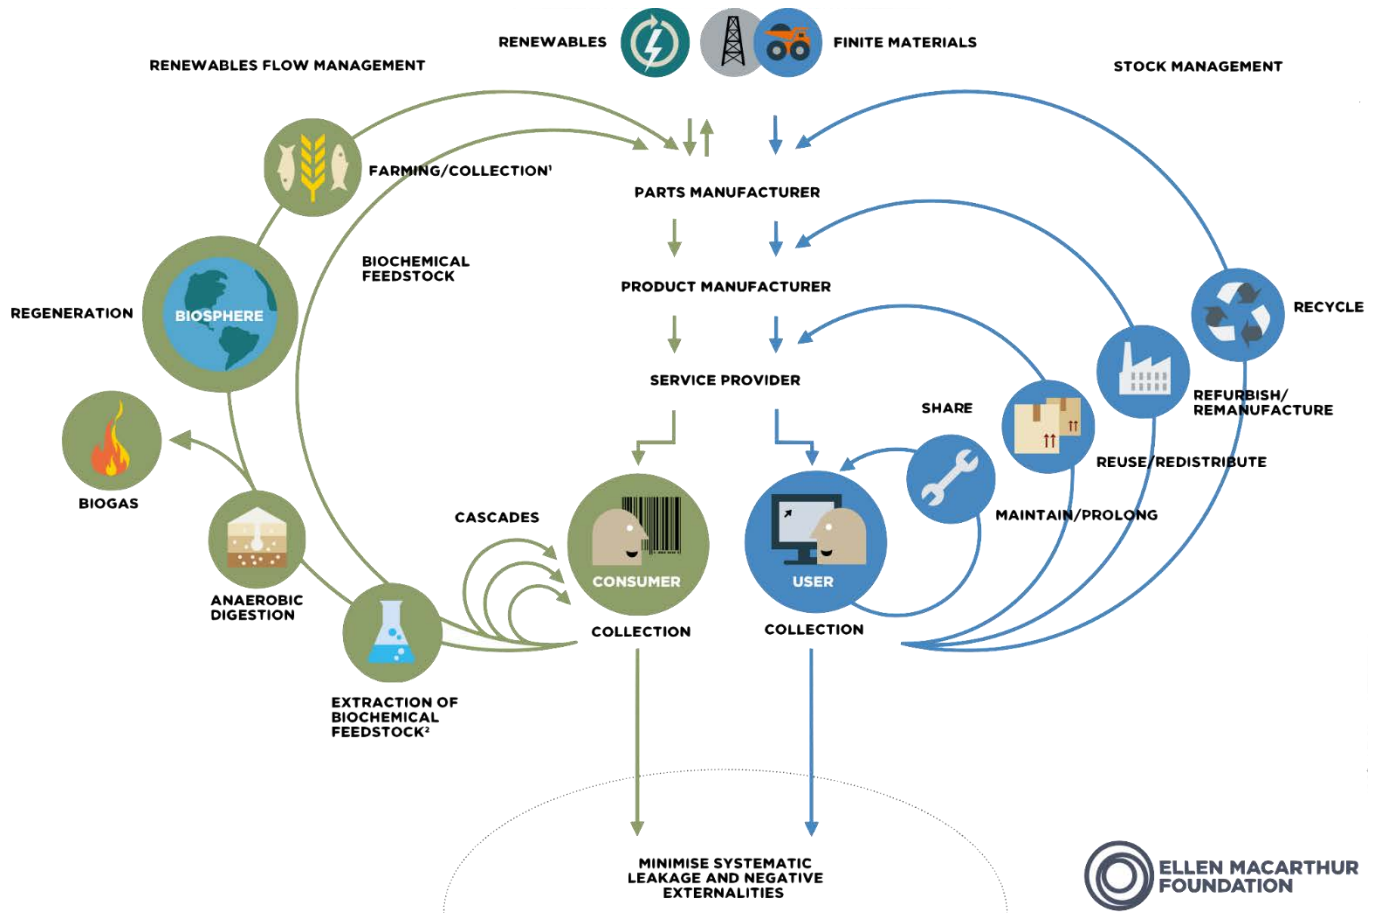 RENEWABLES
FINITE MATERIALS
RENEWABLES FLOW MANAGEMENT
STOCK MANAGEMENT
FARMING/COLLECTION¹
PARTS MANUFACTURER
BIOCHEMICAL
FEEDSTOCK
PRODUCT MANUFACTURER
REGENERATION
BIOSPHERE
RECYCLE
SERVICE PROVIDER
SHARE
REFURBISH/
REMANUFACTURE
REUSE/REDISTRIBUTE
BIOGAS
CASCADES
MAINTAIN/PROLONG
CONSUMER
USER
ANAEROBIC
DIGESTION
COLLECTION
COLLECTION
EXTRACTION OF
BIOCHEMICAL
FEEDSTOCK²
MINIMISE SYSTEMATIC
LEAKAGE AND NEGATIVE
EXTERNALITIES
ELLEN MACARTHUR
FOUNDATION